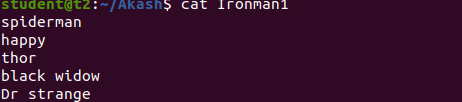 student@t2:~/Akash$ cat Ironman1
spiderman
happy
thor
black widow
Dr strange